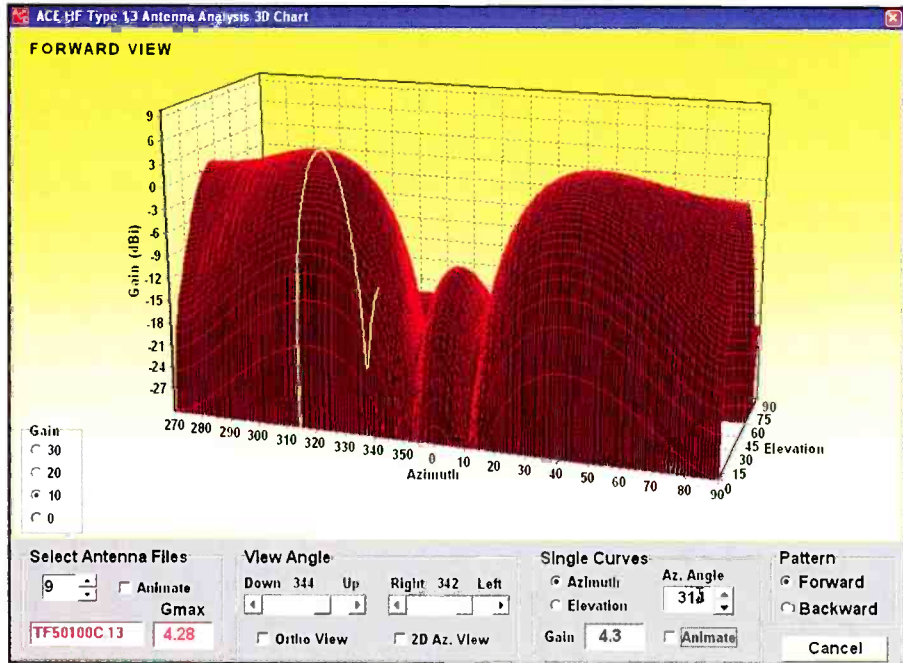 ACE HF Type 13 Antenna Analysis 3D Chart
FORWARD VIEW
9
6
3
0
-3
-6
-9
-12
-15
-18
-21
-24
-27
Gain (dBi)
270 280 290 300 310 320 330 340 350 0 10 20 30 40 50 60 70 80 90
Azimuth
0
15
30
45
60
75
90
Elevation
Gain
30
20
10
0
Select Antenna Files
9
Animate
Gmax
TF50100C.13
4.28
View Angle
Down 344 Up
Right 342 Left
Ortho View
2D Az. View
Single Curves
Azimuth
Elevation
Az. Angle
Gain 4.3
Animate
Pattern
Forward
Backward
Cancel